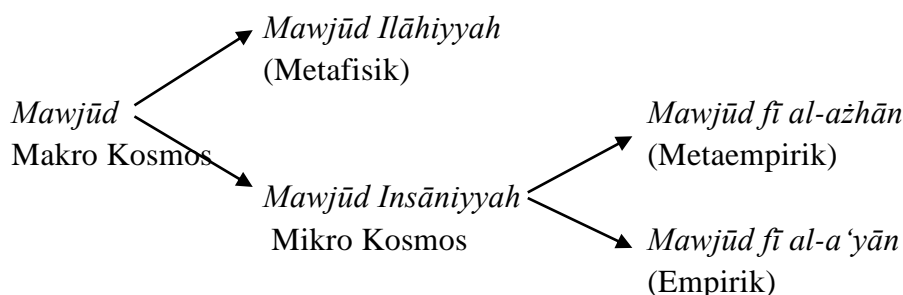 Mawjūd Ilāhiyyah
(Metafisik)
Mawjūd
Makro Kosmos
Mawjūd fī al-ażhān
(Metaempirik)
Mawjūd Insāniyyah
Mikro Kosmos
Mawjūd fī al-a‘yān
(Empirik)